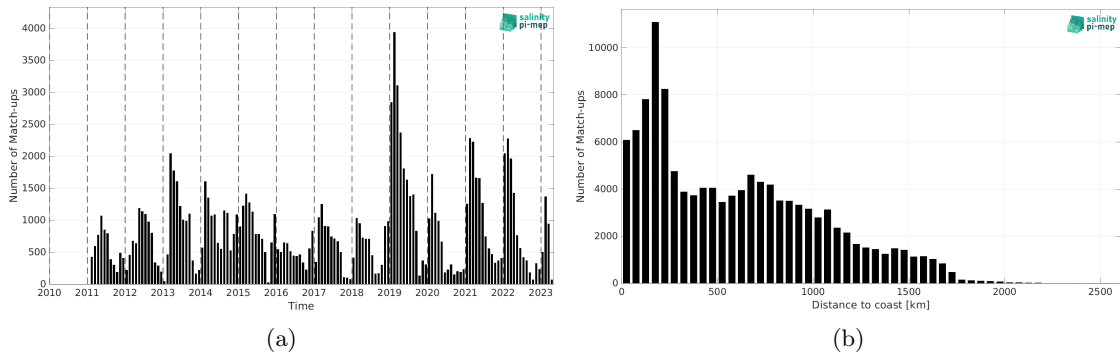 salinity
pi-mep
Number of Match-ups
4000
3500
3000
2500
2000
1500
1000
500
0
2010 2011 2012 2013 2014 2015 2016 2017 2018 2019 2020 2021 2022 2023
Time
(a)
salinity
pi-mep
Number of Match-ups
10000
8000
6000
4000
2000
0
0 500 1000 1500 2000 2500
Distance to coast [km]
(b)